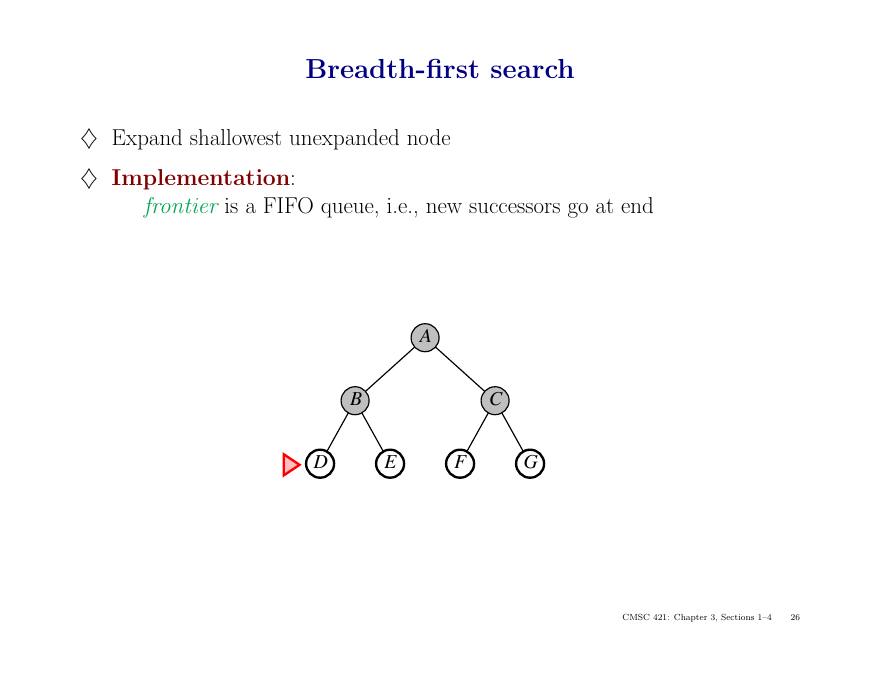 Breadth-first search
♢ Expand shallowest unexpanded node
♢ Implementation:
frontier is a FIFO queue, i.e., new successors go at end
A
B C
D E F G
CMSC 421: Chapter 3, Sections 1–4 26